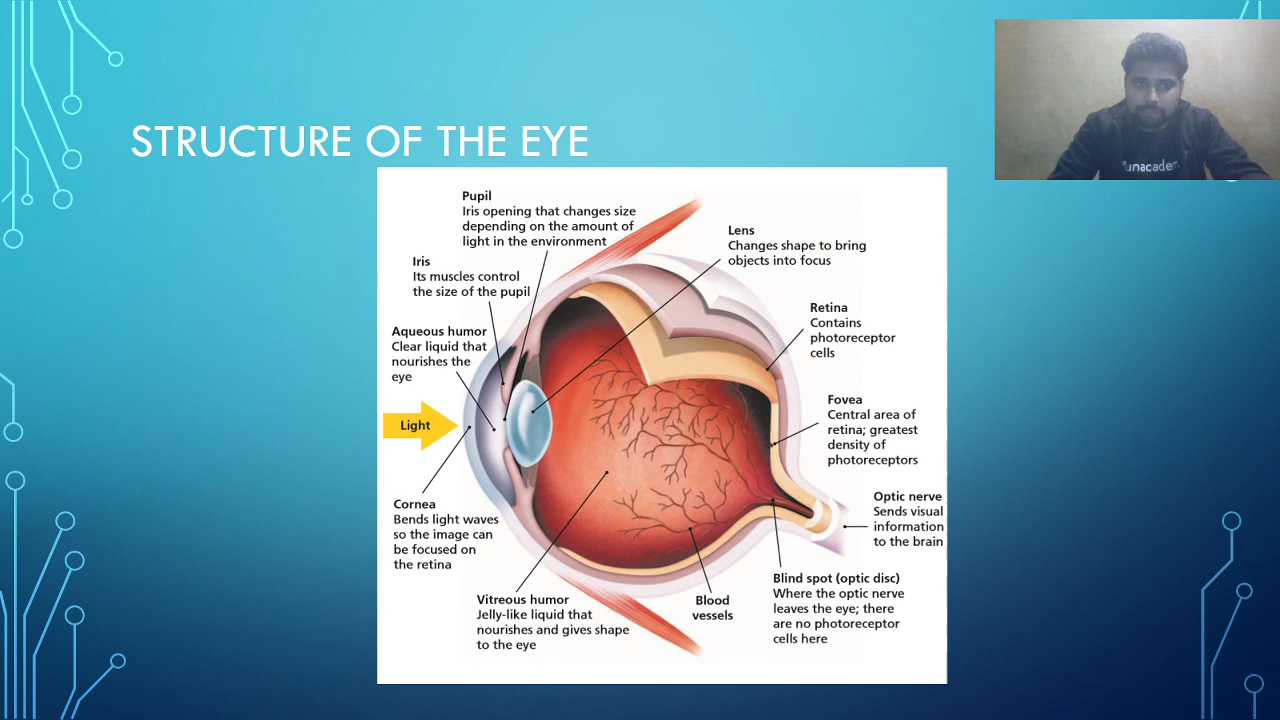 STRUCTURE OF THE EYE
Pupil
Iris opening that changes size
depending on the amount of
light in the environment
Lens
Changes shape to bring
objects into focus
Iris
Its muscles control
the size of the pupil
Retina
Contains
photoreceptor
cells
Aqueous humor
Clear liquid that
nourishes the
eye
Fovea
Central area of
retina; greatest
density of
photoreceptors
Light
Optic nerve
Sends visual
information
to the brain
Cornea
Bends light waves
so the image can
be focused on
the retina
Blind spot (optic disc)
Where the optic nerve
leaves the eye; there
are no photoreceptor
cells here
Vitreous humor
Jelly-like liquid that
nourishes and gives shape
to the eye
Blood
vessels